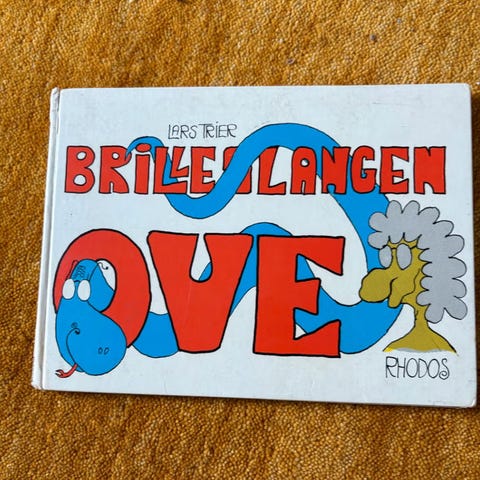 LARS TRIER
BRILLESLANGEN
OVE
RHODOS